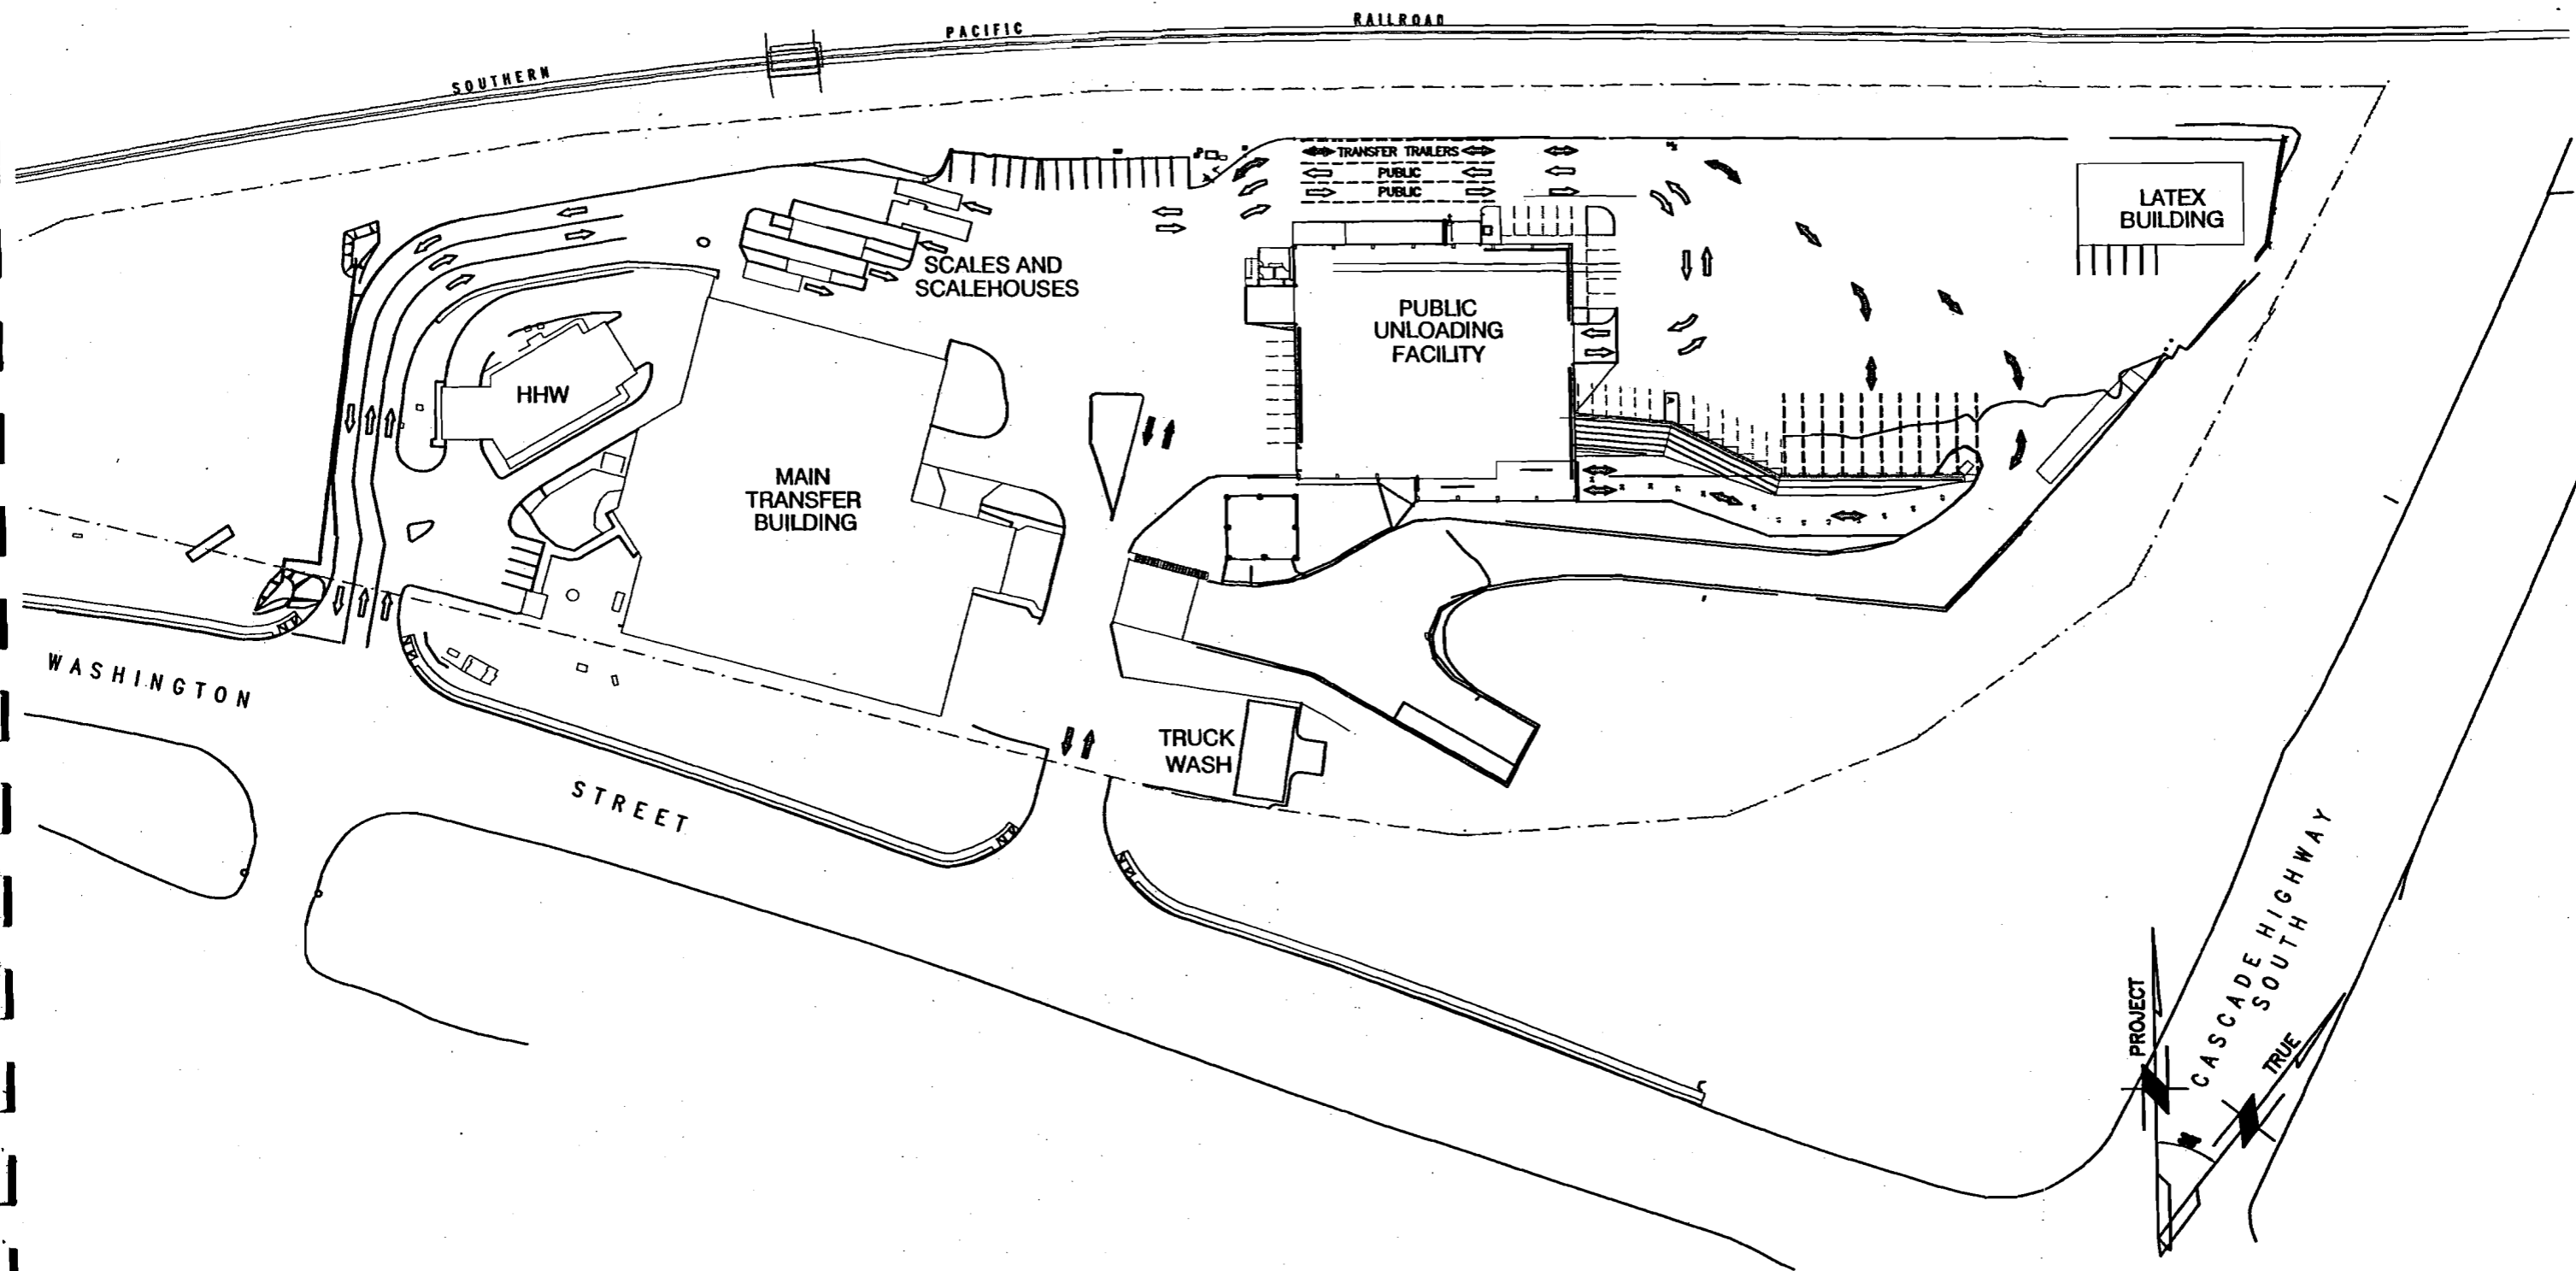 SOUTHERN PACIFIC RAILROAD
TRANSFER TRAILERS
PUBLIC
PUBLIC
LATEX
BUILDING
SCALES AND
SCALEHOUSES
PUBLIC
UNLOADING
FACILITY
HHW
MAIN
TRANSFER
BUILDING
WASHINGTON STREET
TRUCK
WASH
CASCADE HIGHWAY
SOUTH
PROJECT
TRUE